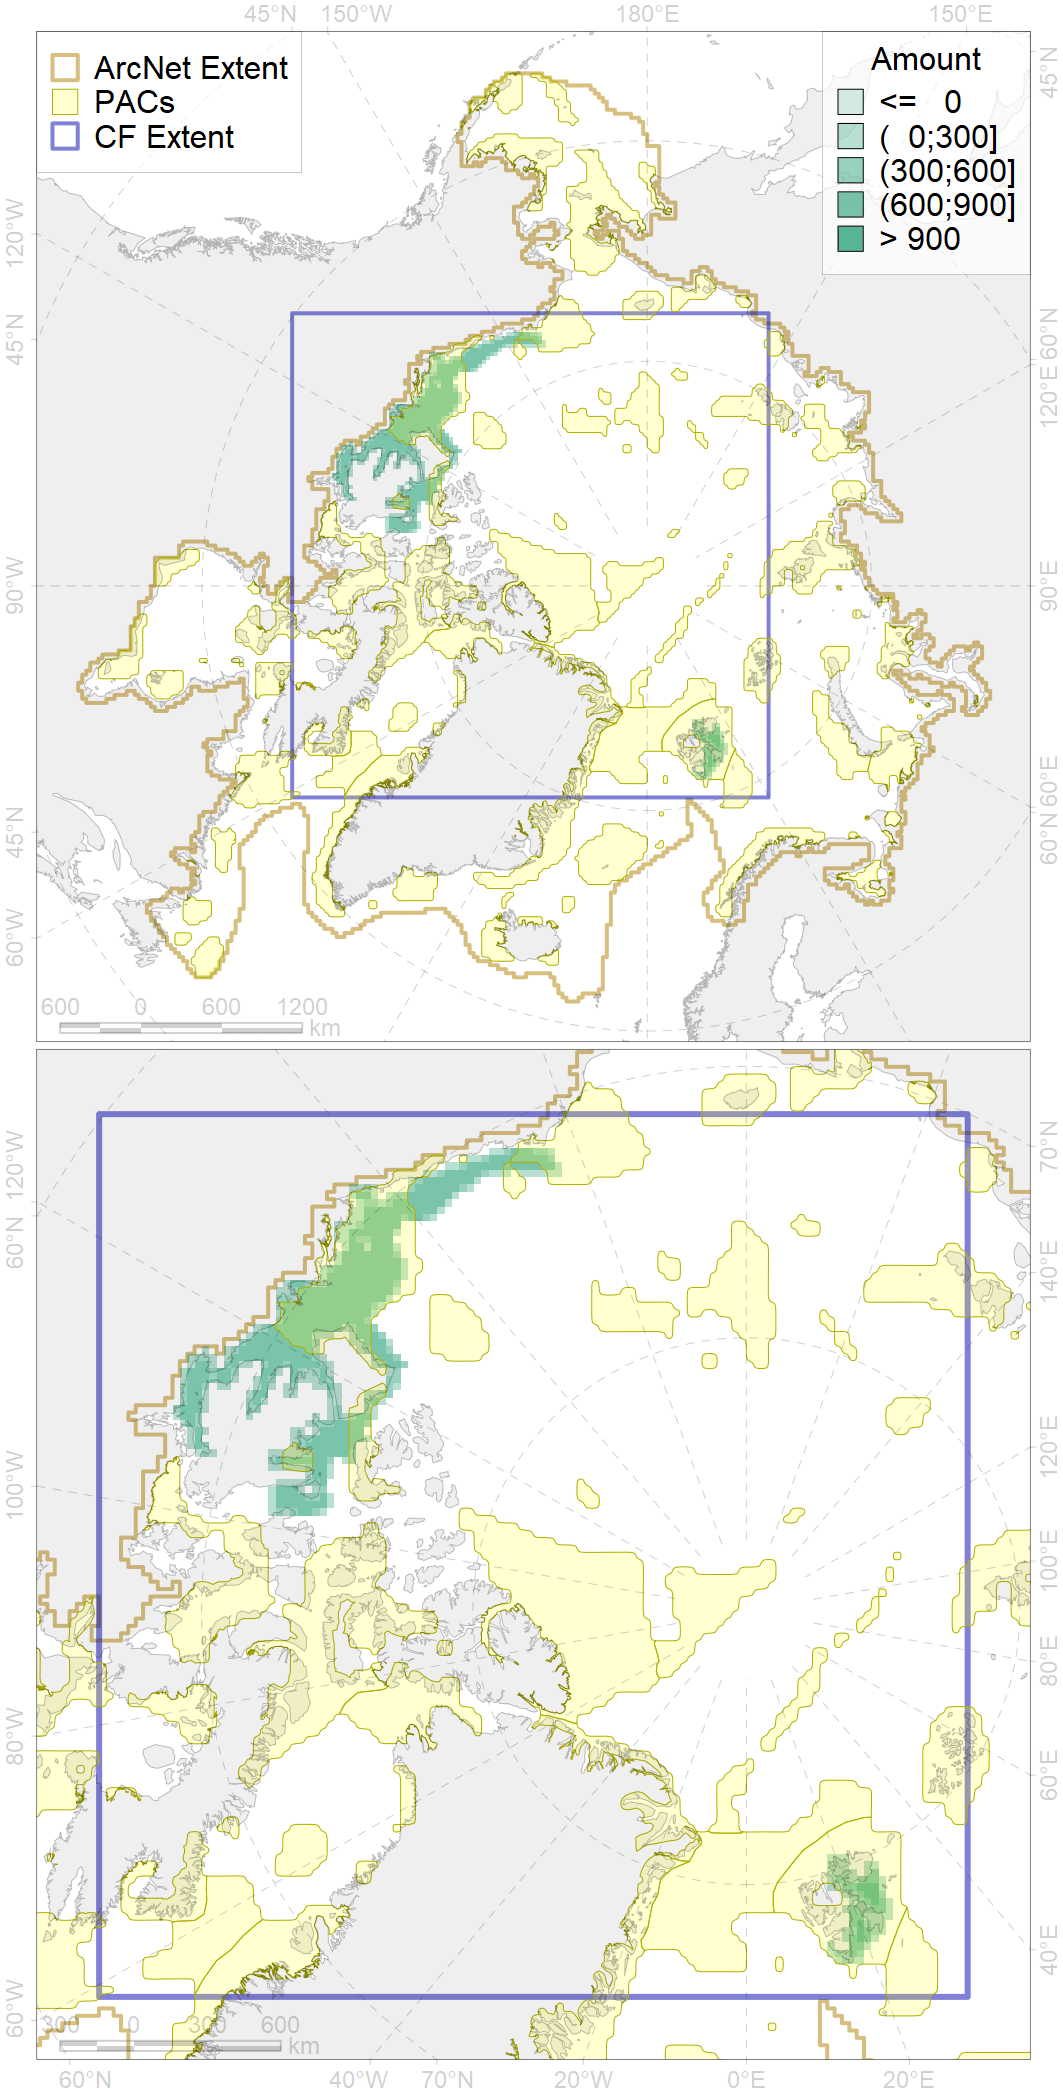 45°N 150°W 180°E 150°E
ArcNet Extent
PACs
CF Extent
Amount
<= 0
( 0;300]
(300;600]
(600;900]
> 900
45°N
120°W
45°N
90°W
45°N
60°W
60°N
120°E
90°E
60°E
60°N
600 0 600 1200
km
120°W
60°N
100°W
80°W
60°W
70°N
140°E
120°E
100°E
80°E
60°E
40°E
300 0 300 600
km
60°N 40°W 70°N 20°W 0°E 20°E